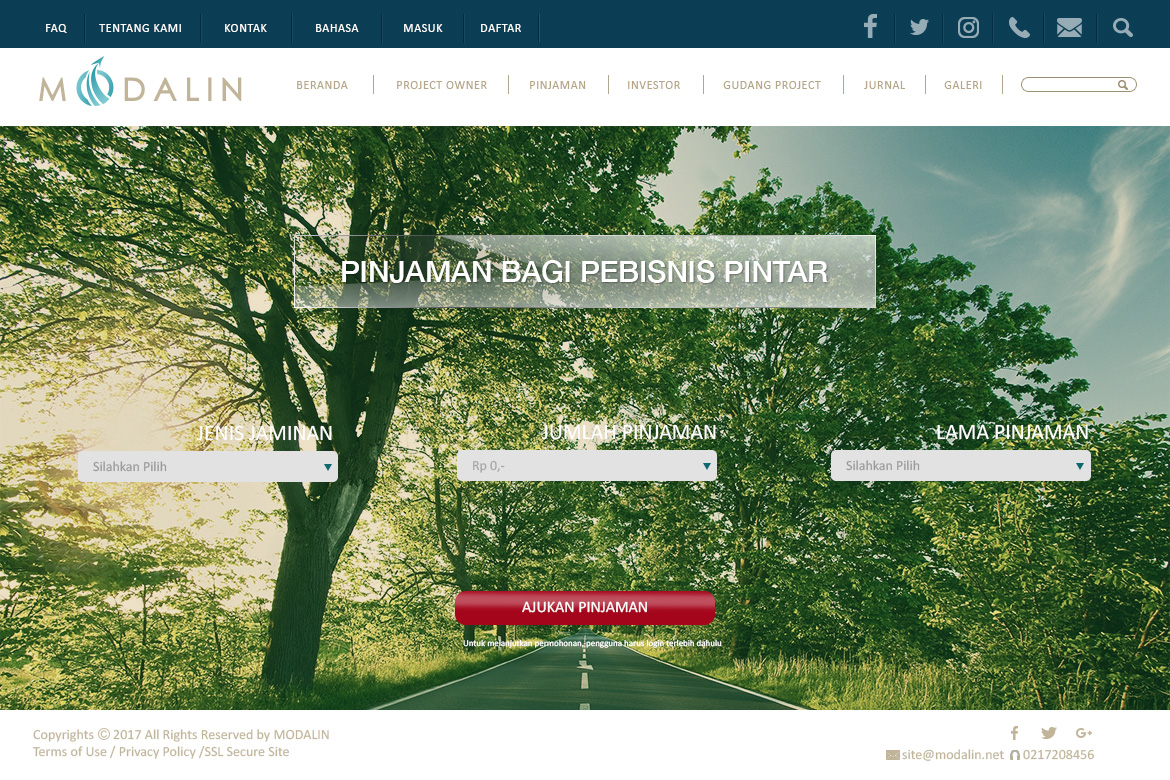 FAQ TENTANG KAMI KONTAK BAHASA MASUK DAFTAR
MODALIN
BERANDA PROJECT OWNER PINJAMAN INVESTOR GUDANG PROJECT JURNAL GALERI
PINJAMAN BAGI PEBISNIS PINTAR
JENIS JAMINAN JUMLAH PINJAMAN LAMA PINJAMAN
Silahkan Pilih Rp 0,- Silahkan Pilih
AJUKAN PINJAMAN
Untuk melanjutkan permohonan, pengguna harus login terlebih dahulu
Copyrights © 2017 All Rights Reserved by MODALIN
Terms of Use / Privacy Policy /SSL Secure Site
site@modalin.net 0217208456